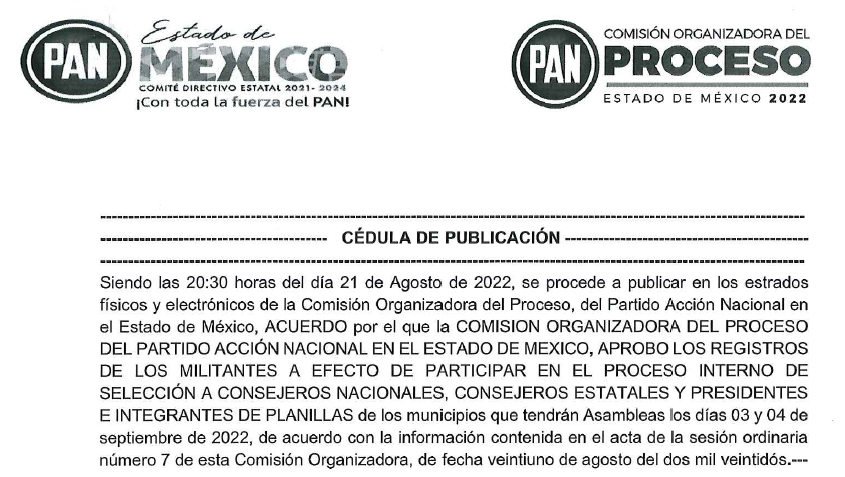 PAN
Estado de
MÉXICO
COMITÉ DIRECTIVO ESTATAL 2021- 2024
¡Con toda la fuerza del PAN!
PAN
COMISIÓN ORGANIZADORA DEL
PROCESO
ESTADO DE MÉXICO 2022
CÉDULA DE PUBLICACIÓN
Siendo las 20:30 horas del día 21 de Agosto de 2022, se procede a publicar en los estrados
físicos y electrónicos de la Comisión Organizadora del Proceso, del Partido Acción Nacional en
el Estado de México, ACUERDO por el que la COMISION ORGANIZADORA DEL PROCESO
DEL PARTIDO ACCIÓN NACIONAL EN EL ESTADO DE MEXICO, APROBO LOS REGISTROS
DE LOS MILITANTES A EFECTO DE PARTICIPAR EN EL PROCESO INTERNO DE
SELECCIÓN A CONSEJEROS NACIONALES, CONSEJEROS ESTATALES Y PRESIDENTES
E INTEGRANTES DE PLANILLAS de los municipios que tendrán Asambleas los días 03 y 04 de
septiembre de 2022, de acuerdo con la información contenida en el acta de la sesión ordinaria
número 7 de esta Comisión Organizadora, de fecha veintiuno de agosto del dos mil veintidós.---